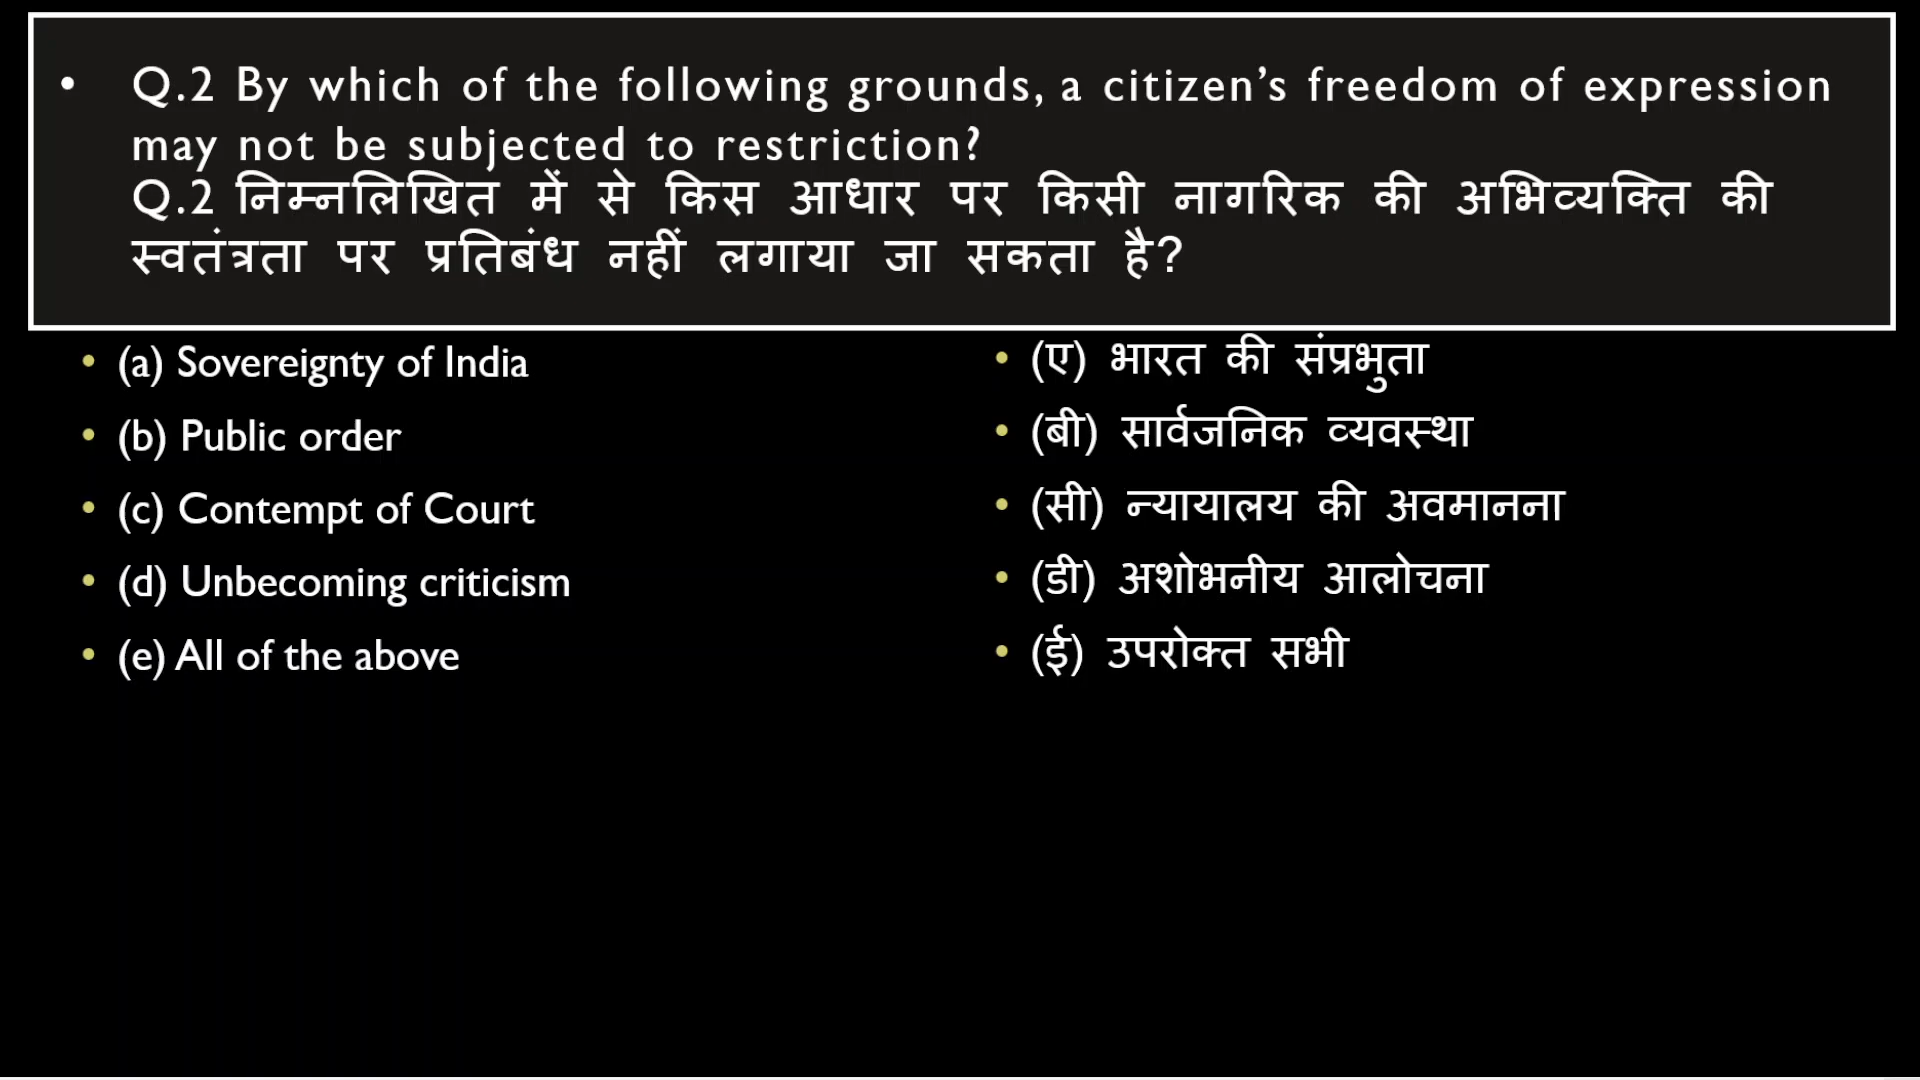 • Q.2 By which of the following grounds, a citizen’s freedom of expression
may not be subjected to restriction?
Q.2 निम्नलिखित में से किस आधार पर किसी नागरिक की अभिव्यक्ति की
स्वतंत्रता पर प्रतिबंध नहीं लगाया जा सकता है?
• (a) Sovereignty of India
• (b) Public order
• (c) Contempt of Court
• (d) Unbecoming criticism
• (e) All of the above
• (ए) भारत की संप्रभुता
• (बी) सार्वजनिक व्यवस्था
• (सी) न्यायालय की अवमानना
• (डी) अशोभनीय आलोचना
• (ई) उपरोक्त सभी